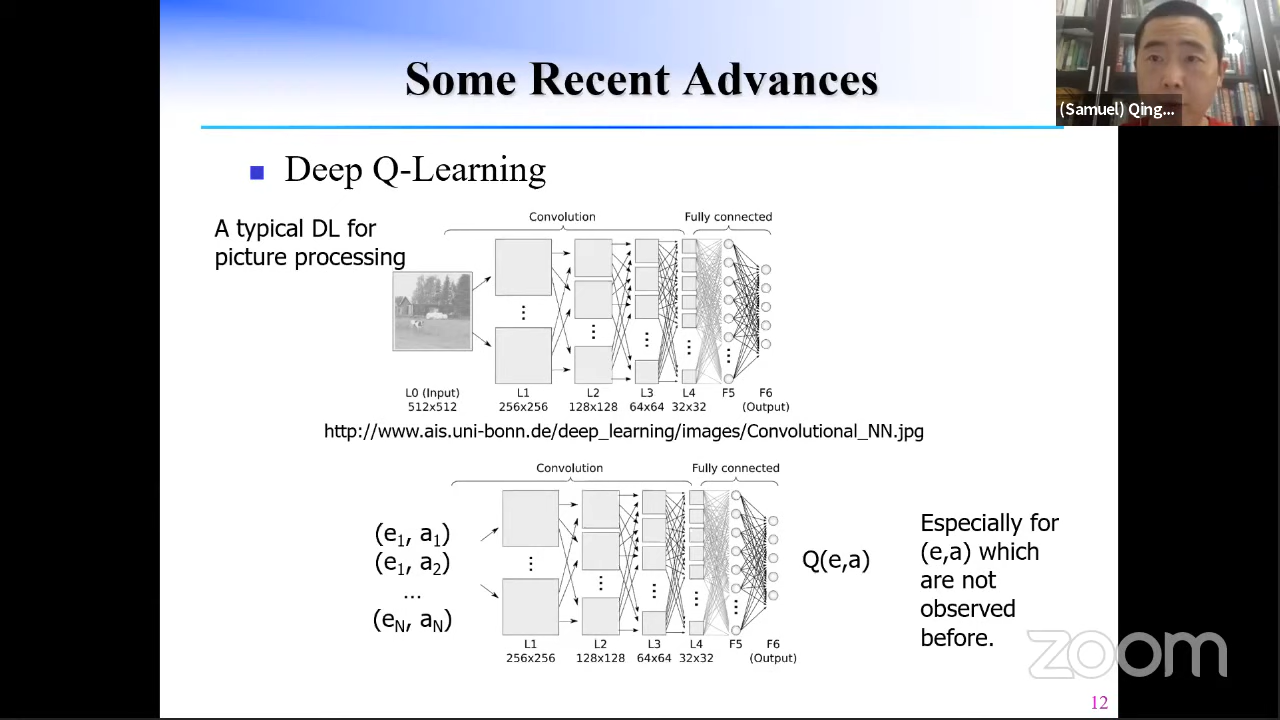 Some Recent Advances
(Samuel) Qing...
Deep Q-Learning
A typical DL for
picture processing
Convolution
Fully connected
L0 (Input)
512x512
L1
256x256
L2
128x128
L3
64x64
L4
32x32
F5
F6
(Output)
http://www.ais.uni-bonn.de/deep_learning/images/Convolutional_NN.jpg
Convolution
Fully connected
(e1, a1)
(e1, a2)
...
(eN, aN)
L1
256x256
L2
128x128
L3
64x64
L4
32x32
F5
F6
(Output)
Q(e,a)
Especially for
(e,a) which
are not
observed
before.
zoom
12